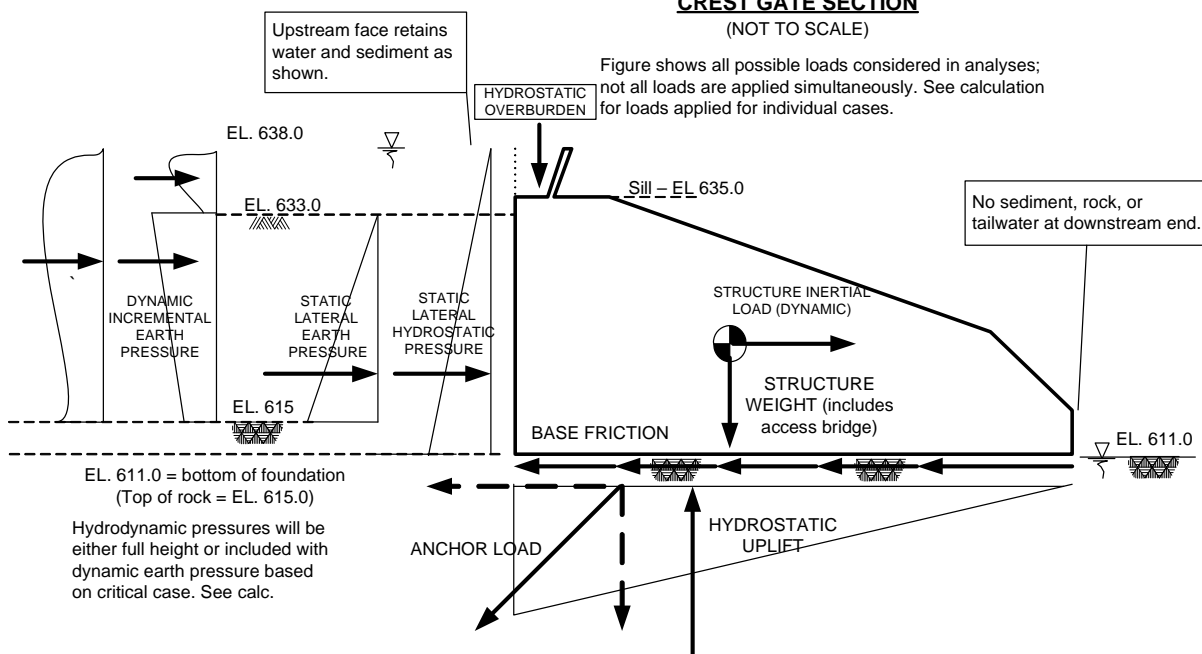 CREST GATE SECTION
(NOT TO SCALE)
Upstream face retains
water and sediment as
shown.
Figure shows all possible loads considered in analyses;
not all loads are applied simultaneously. See calculation
for loads applied for individual cases.
HYDROSTATIC
OVERBURDEN
EL. 638.0
Sill – EL 635.0
EL. 633.0
No sediment, rock, or
tailwater at downstream end.
DYNAMIC
INCREMENTAL
EARTH
PRESSURE
STATIC
LATERAL
EARTH
PRESSURE
STATIC
LATERAL
HYDROSTATIC
PRESSURE
STRUCTURE INERTIAL
LOAD (DYNAMIC)
STRUCTURE
WEIGHT (includes
access bridge)
EL. 615
BASE FRICTION
EL. 611.0
EL. 611.0 = bottom of foundation
(Top of rock = EL. 615.0)
Hydrodynamic pressures will be
either full height or included with
dynamic earth pressure based
on critical case. See calc.
ANCHOR LOAD
HYDROSTATIC
UPLIFT